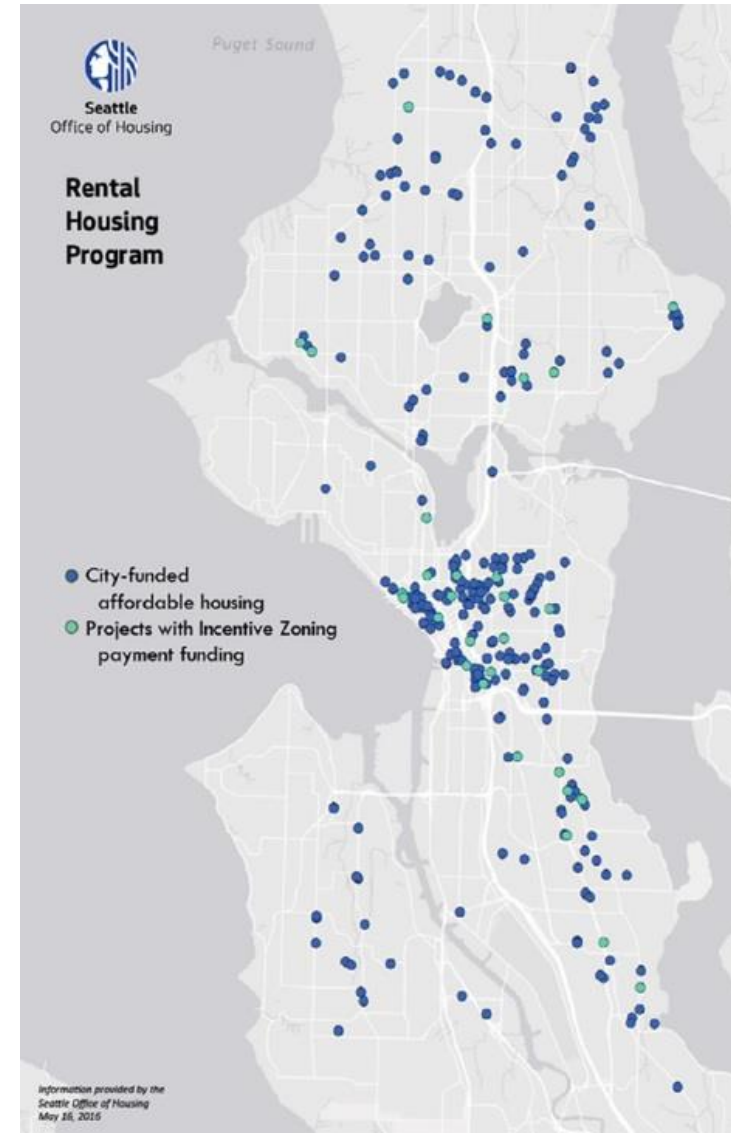 Puget Sound
Seattle
Office of Housing
Rental
Housing
Program
City-funded
affordable housing
Projects with Incentive Zoning
payment funding
Information provided by the
Seattle Office of Housing
May 16, 2016